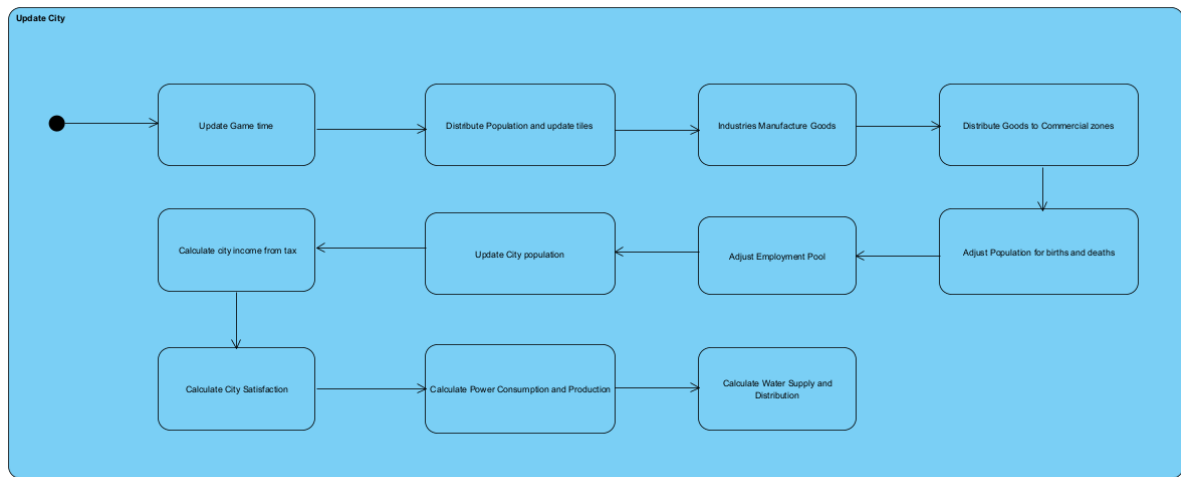 Update City
Update Game time
Distribute Population and update tiles
Industries Manufacture Goods
Distribute Goods to Commercial zones
Adjust Population for births and deaths
Adjust Employment Pool
Update City population
Calculate city income from tax
Calculate City Satisfaction
Calculate Power Consumption and Production
Calculate Water Supply and
Distribution